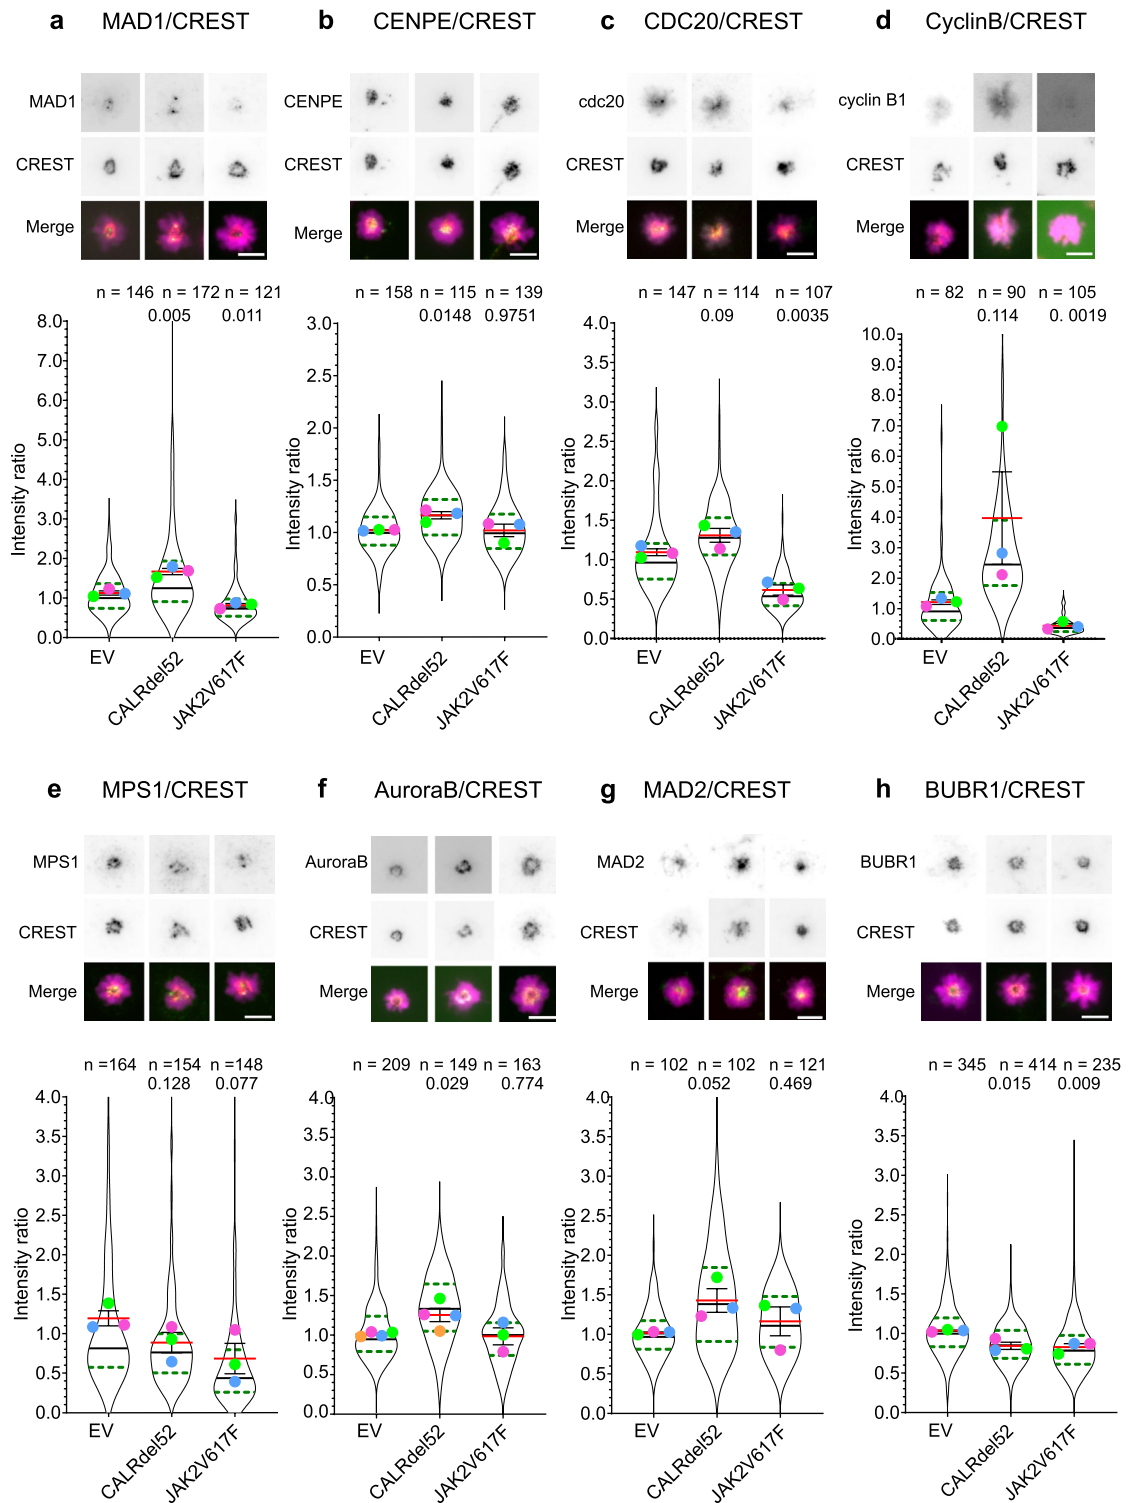 a MAD1/CREST
MAD1
CREST
Merge
n = 146 n = 172 n = 121
0.005 0.011
Intensity ratio
8.0
7.0
6.0
5.0
4.0
3.0
2.0
1.0
0.0
EV
CALRdel52
JAK2V617F
b CENPE/CREST
CENPE
CREST
Merge
n = 158 n = 115 n = 139
0.0148 0.9751
Intensity ratio
3.0
2.5
2.0
1.5
1.0
0.5
0.0
EV
CALRdel52
JAK2V617F
c CDC20/CREST
cdc20
CREST
Merge
n = 147 n = 114 n = 107
0.09 0.0035
Intensity ratio
4.0
3.5
3.0
2.5
2.0
1.5
1.0
0.5
0.0
EV
CALRdel52
JAK2V617F
d CyclinB/CREST
cyclin B1
CREST
Merge
n = 82 n = 90 n = 105
0.114 0. 0019
Intensity ratio
10.0
7.0
6.0
5.0
4.0
3.0
2.0
1.0
0.0
EV
CALRdel52
JAK2V617F
e MPS1/CREST
MPS1
CREST
Merge
n =164 n =154 n =148
0.128 0.077
Intensity ratio
4.0
3.5
3.0
2.5
2.0
1.5
1.0
0.5
0.0
EV
CALRdel52
JAK2V617F
f AuroraB/CREST
AuroraB
CREST
Merge
n = 209 n = 149 n = 163
0.029 0.774
Intensity ratio
4.0
3.5
3.0
2.5
2.0
1.5
1.0
0.5
0.0
EV
CALRdel52
JAK2V617F
g MAD2/CREST
MAD2
CREST
Merge
n = 102 n = 102 n = 121
0.052 0.469
Intensity ratio
4.0
3.5
3.0
2.5
2.0
1.5
1.0
0.5
0.0
EV
CALRdel52
JAK2V617F
h BUBR1/CREST
BUBR1
CREST
Merge
n = 345 n = 414 n = 235
0.015 0.009
Intensity ratio
4.0
3.5
3.0
2.5
2.0
1.5
1.0
0.5
0.0
EV
CALRdel52
JAK2V617F